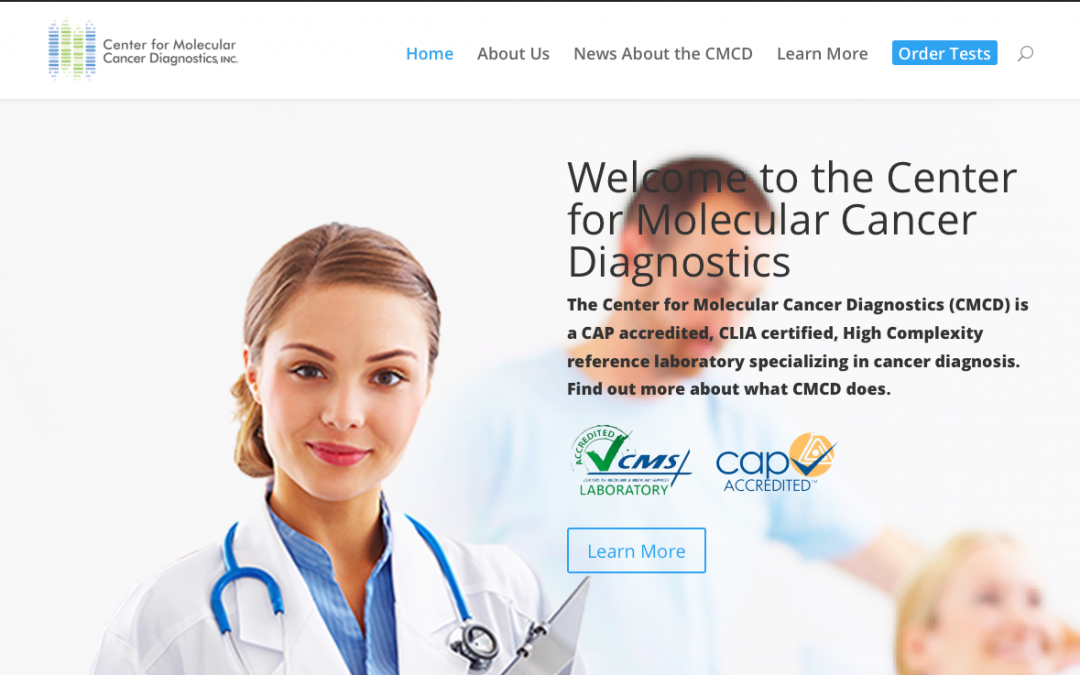 Center for Molecular
Cancer Diagnostics, INC.
Home
About Us
News About the CMCD
Learn More
Order Tests
Welcome to the Center
for Molecular Cancer
Diagnostics
The Center for Molecular Cancer Diagnostics (CMCD) is
a CAP accredited, CLIA certified, High Complexity
reference laboratory specializing in cancer diagnosis.
Find out more about what CMCD does.
ACCREDITED
CMS
CENTERS for MEDICARE & MEDICAID SERVICES
LABORATORY
cap
ACCREDITED™
Learn More